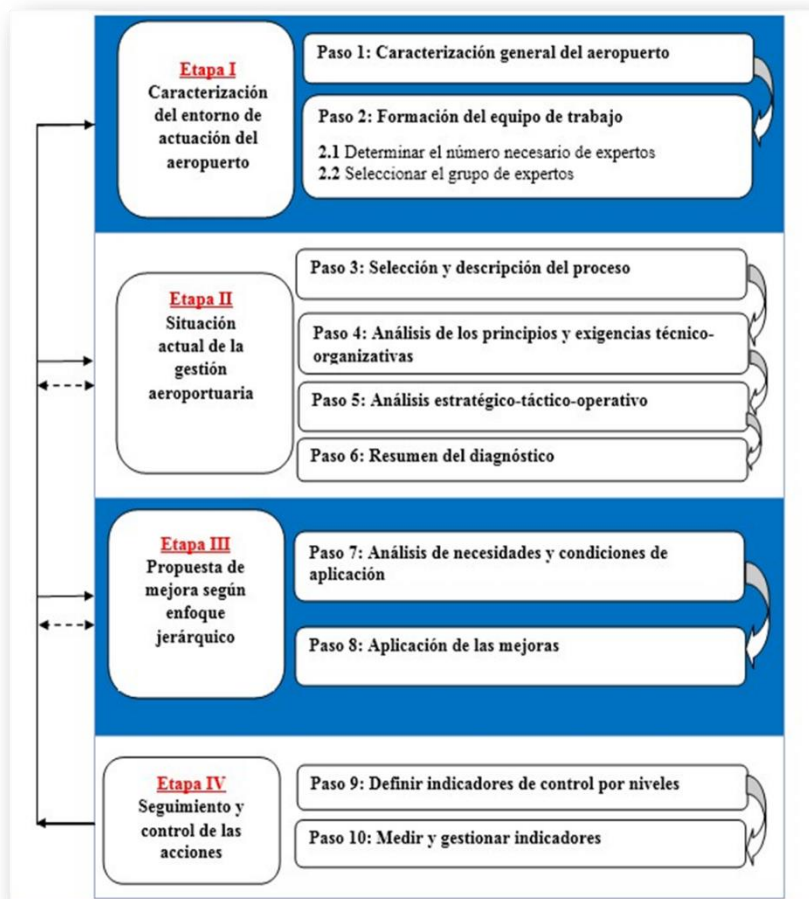 Etapa I
Caracterización
del entorno de
actuación del
aeropuerto
Paso 1: Caracterización general del aeropuerto
Paso 2: Formación del equipo de trabajo
2.1 Determinar el número necesario de expertos
2.2 Seleccionar el grupo de expertos
Etapa II
Situación
actual de la
gestión
aeroportuaria
Paso 3: Selección y descripción del proceso
Paso 4: Análisis de los principios y exigencias técnico-
organizativas
Paso 5: Análisis estratégico-táctico-operativo
Paso 6: Resumen del diagnóstico
Etapa III
Propuesta de
mejora según
enfoque
jerárquico
Paso 7: Análisis de necesidades y condiciones de
aplicación
Paso 8: Aplicación de las mejoras
Etapa IV
Seguimiento y
control de las
acciones
Paso 9: Definir indicadores de control por niveles
Paso 10: Medir y gestionar indicadores